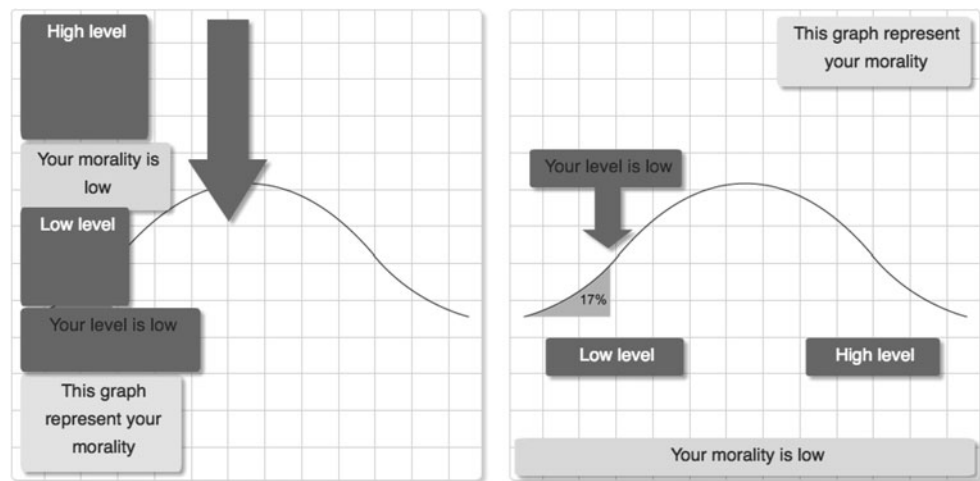 High level
Your morality is
low
Low level
Your level is low
This graph
represent your
morality
This graph represent
your morality
Your level is low
17%
Low level
High level
Your morality is low